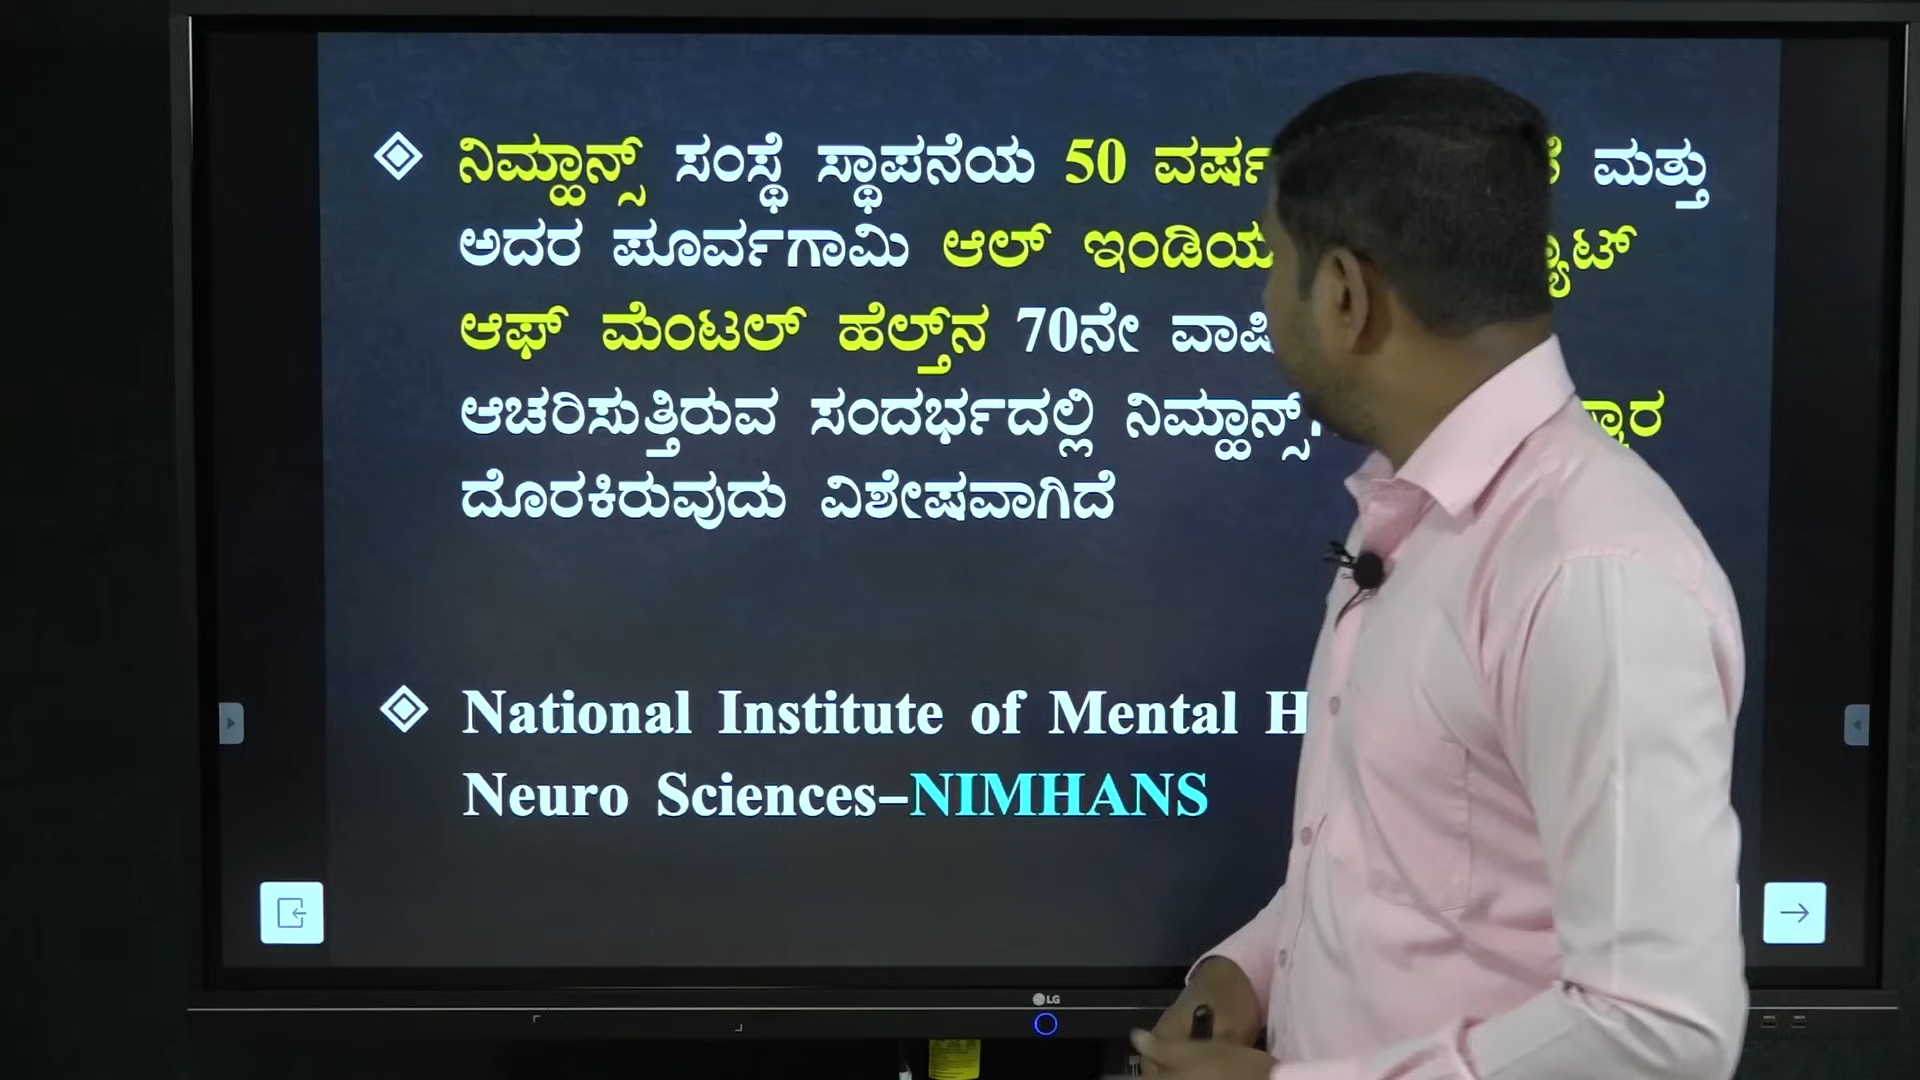 ನಿಮ್ಹಾನ್ಸ್ ಸಂಸ್ಥೆ ಸ್ಥಾಪನೆಯ 50 ವರ್ಷ ಮತ್ತು
ಅದರ ಪೂರ್ವಗಾಮಿ ಆಲ್ ಇಂಡಿಯ
ಆಫ್ ಮೆಂಟಲ್ ಹೆಲ್ತ್‌ನ 70ನೇ
ಆಚರಿಸುತ್ತಿರುವ ಸಂದರ್ಭದಲ್ಲಿ ನಿಮ್ಹಾನ್ಸ್
ದೊರಕಿರುವುದು ವಿಶೇಷವಾಗಿದೆ
National Institute of Mental H
Neuro Sciences–NIMHANS
LG